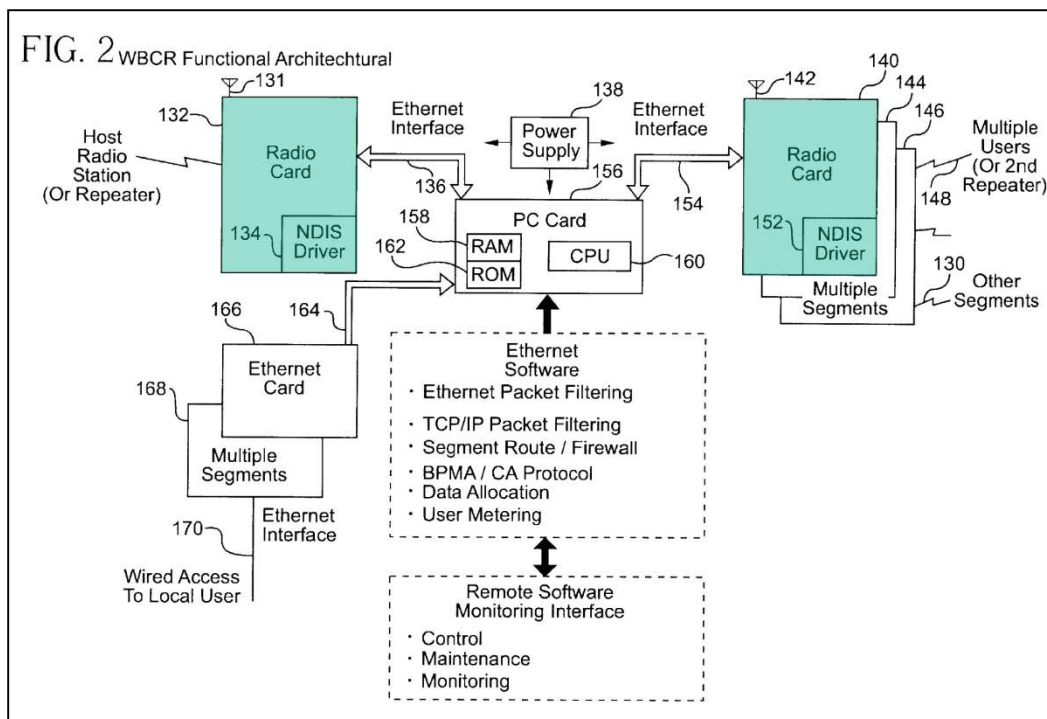 FIG. 2 WBCR Functional Architechtural
131
132
Host
Radio
Station
(Or Repeater)
Radio
Card
134
NDIS
Driver
Ethernet
Interface
136
138
Power
Supply
Ethernet
Interface
154
156
PC Card
158
RAM
162
ROM
CPU
160
142
140
144
146
Radio
Card
152
NDIS
Driver
Multiple
Segments
Multiple
Users
(Or 2nd
Repeater)
148
130
Other
Segments
164
166
Ethernet
Card
168
Multiple
Segments
Ethernet
Interface
170
Wired Access
To Local User
Ethernet
Software
· Ethernet Packet Filtering
· TCP/IP Packet Filtering
· Segment Route / Firewall
· BPMA / CA Protocol
· Data Allocation
· User Metering
Remote Software
Monitoring Interface
· Control
· Maintenance
· Monitoring